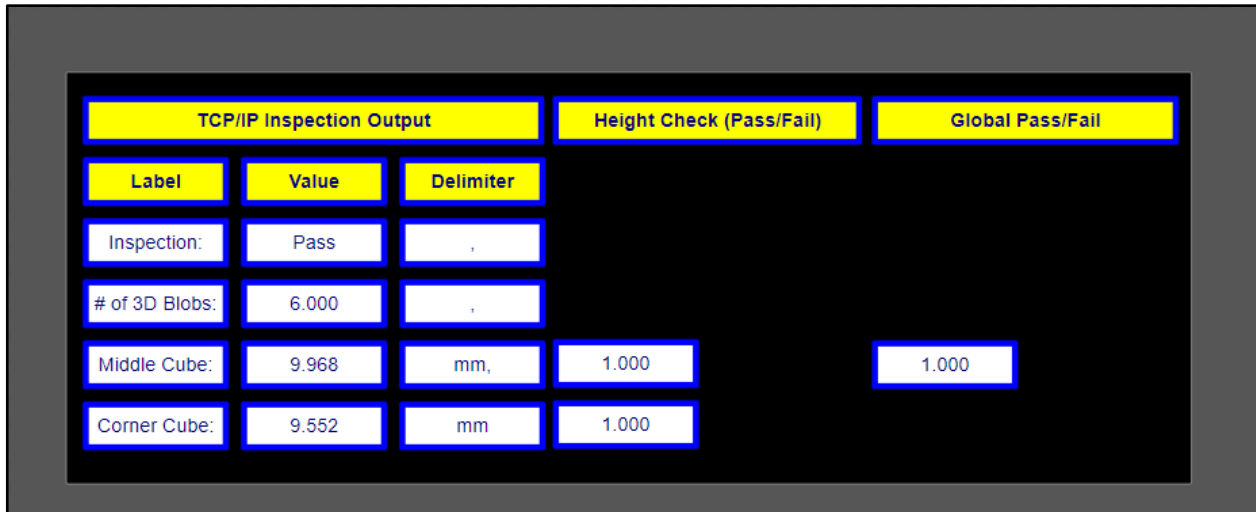 TCP/IP Inspection Output Height Check (Pass/Fail) Global Pass/Fail
Label Value Delimiter
Inspection: Pass ,
# of 3D Blobs: 6.000 ,
Middle Cube: 9.968 mm, 1.000 1.000
Corner Cube: 9.552 mm 1.000